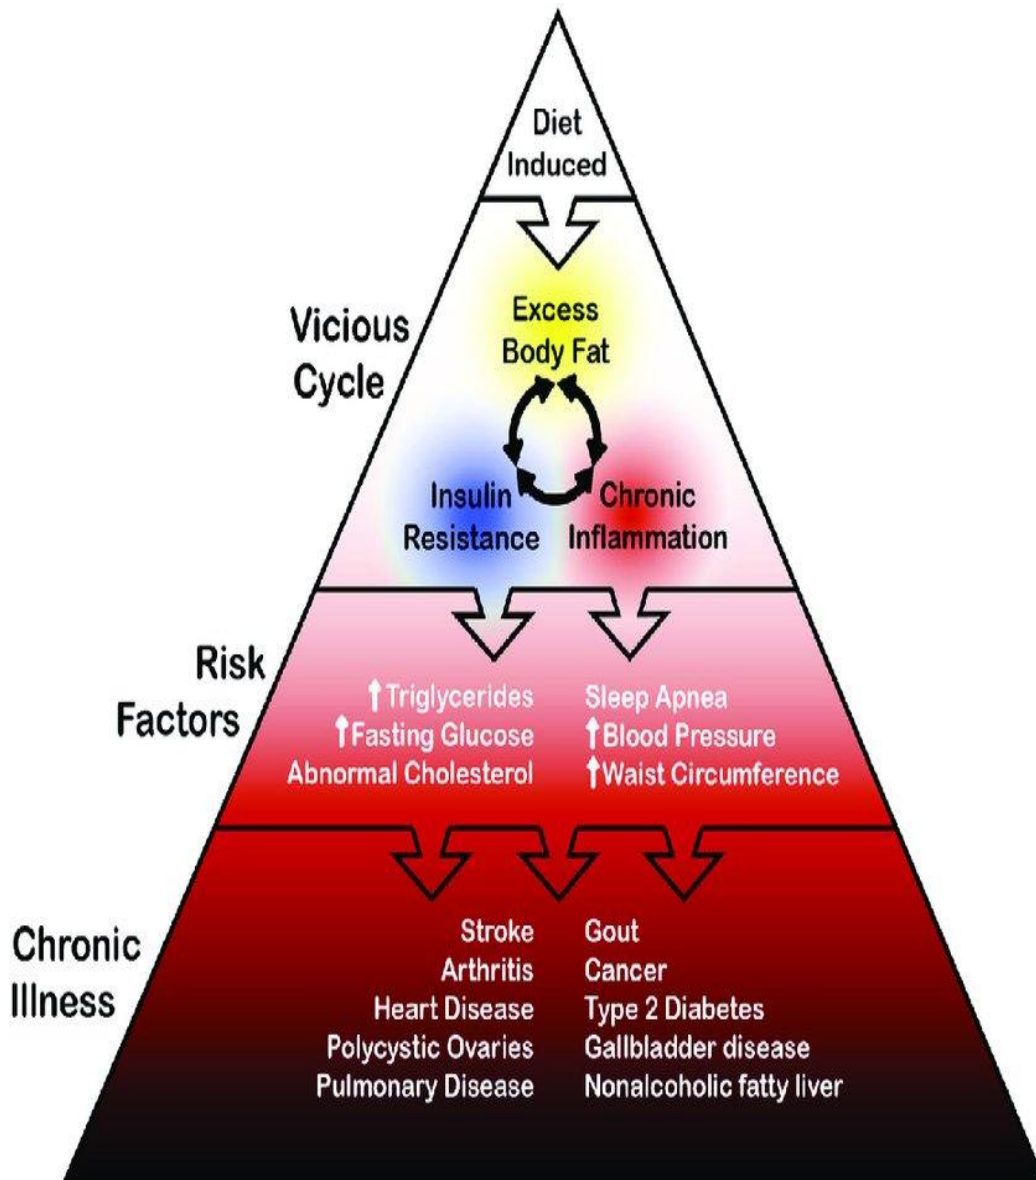 Diet
Induced
Vicious
Cycle
Excess
Body Fat
Insulin
Resistance
Chronic
Inflammation
Risk
Factors
↑Triglycerides
↑Fasting Glucose
Abnormal Cholesterol
Sleep Apnea
↑Blood Pressure
↑Waist Circumference
Chronic
Illness
Stroke
Arthritis
Heart Disease
Polycystic Ovaries
Pulmonary Disease
Gout
Cancer
Type 2 Diabetes
Gallbladder disease
Nonalcoholic fatty liver